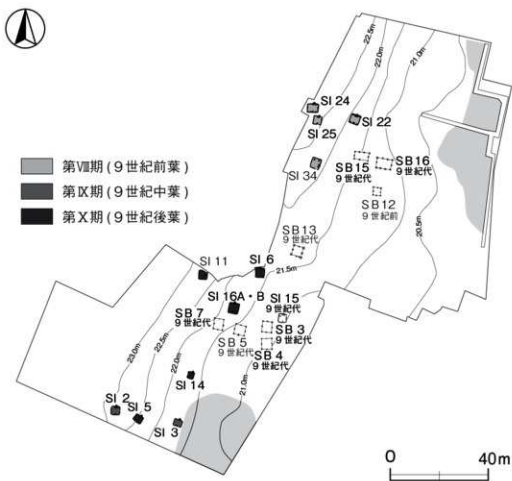 22.5m
22.0m
21.0m
SI 24
SI 22
SI 25
第Ⅷ期(9世紀前葉)
第Ⅸ期(9世紀中葉)
第Ⅹ期(9世紀後葉)
SI 34
SB15
9世紀代
SB16
9世紀代
SB12
9世紀前
20.5m
SB13
9世紀代
SI 11
SI 6
21.5m
SI 16A・B
SI 15
9世紀代
SB 7
9世紀代
SB 3
9世紀代
SB 5
9世紀代
SB 4
9世紀代
23.0m
22.5m
22.0m
21.0m
SI 14
SI 2
SI 5
SI 3
0
40m